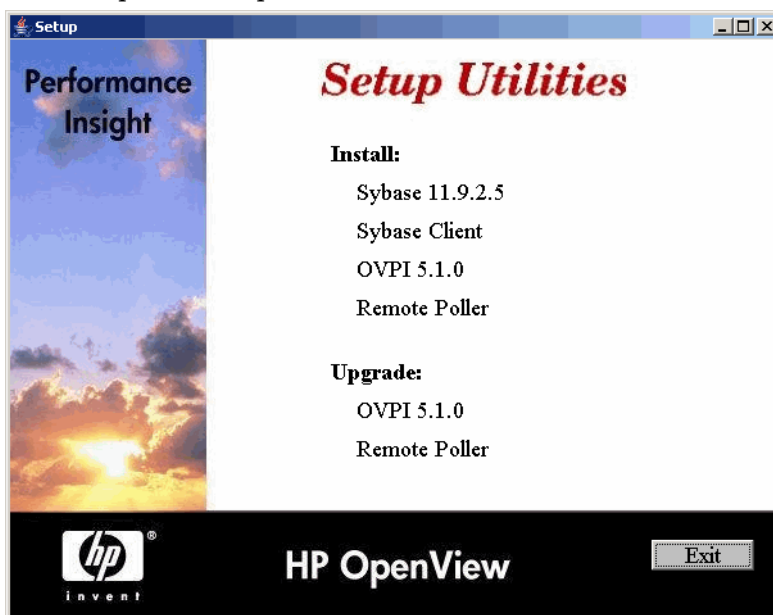 Setup
Performance
Insight
Setup Utilities
Install:
Sybase 11.9.2.5
Sybase Client
OVPI 5.1.0
Remote Poller
Upgrade:
OVPI 5.1.0
Remote Poller
hp
®
invent
HP OpenView
Exit